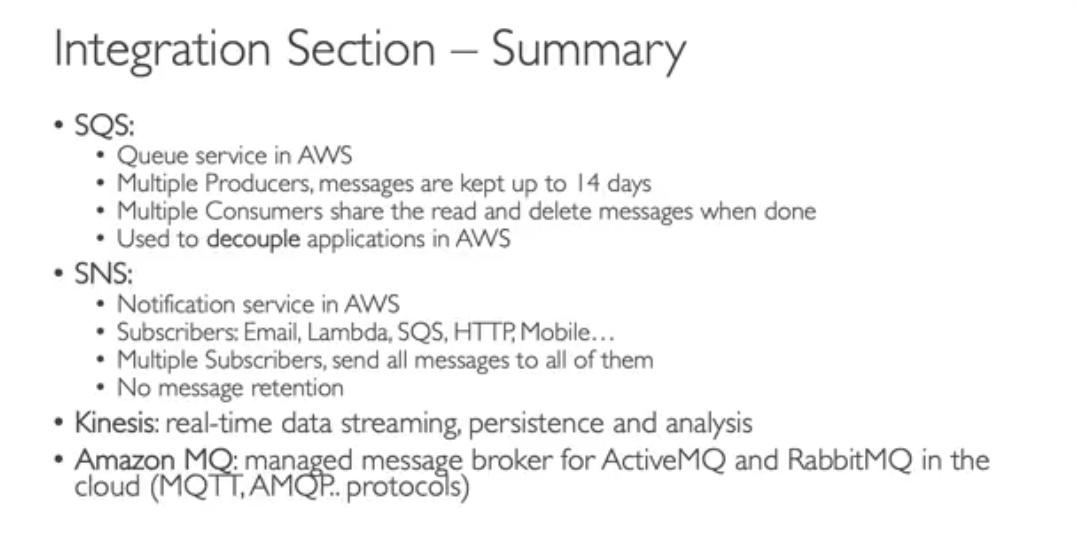 Integration Section – Summary
• SQS:
• Queue service in AWS
• Multiple Producers, messages are kept up to 14 days
• Multiple Consumers share the read and delete messages when done
• Used to decouple applications in AWS
• SNS:
• Notification service in AWS
• Subscribers: Email, Lambda, SQS, HTTP, Mobile…
• Multiple Subscribers, send all messages to all of them
• No message retention
• Kinesis: real-time data streaming, persistence and analysis
• Amazon MQ: managed message broker for ActiveMQ and RabbitMQ in the
cloud (MQTT, AMQP.. protocols)